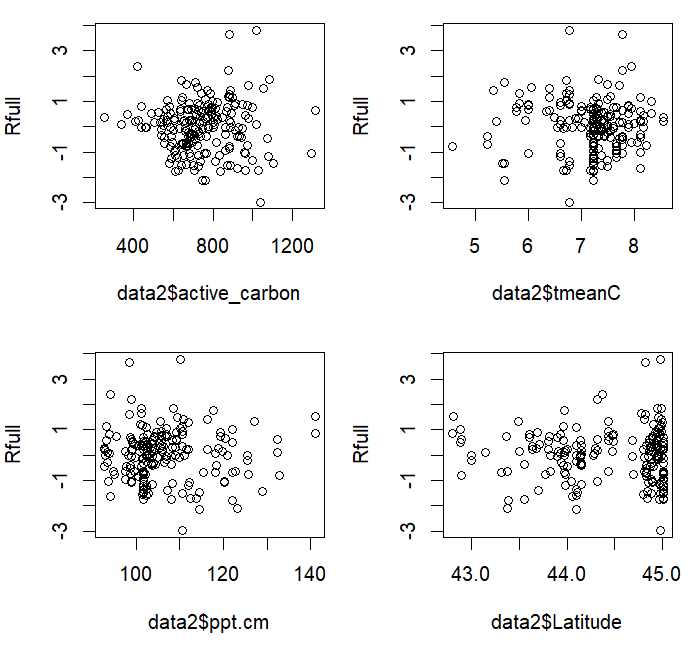 3
1
-1
-3
Rfull
400 800 1200
data2$active_carbon
3
1
-1
-3
Rfull
5 6 7 8
data2$tmeanC
3
1
-1
-3
Rfull
100 120 140
data2$ppt.cm
3
1
-1
-3
Rfull
43.0 44.0 45.0
data2$Latitude